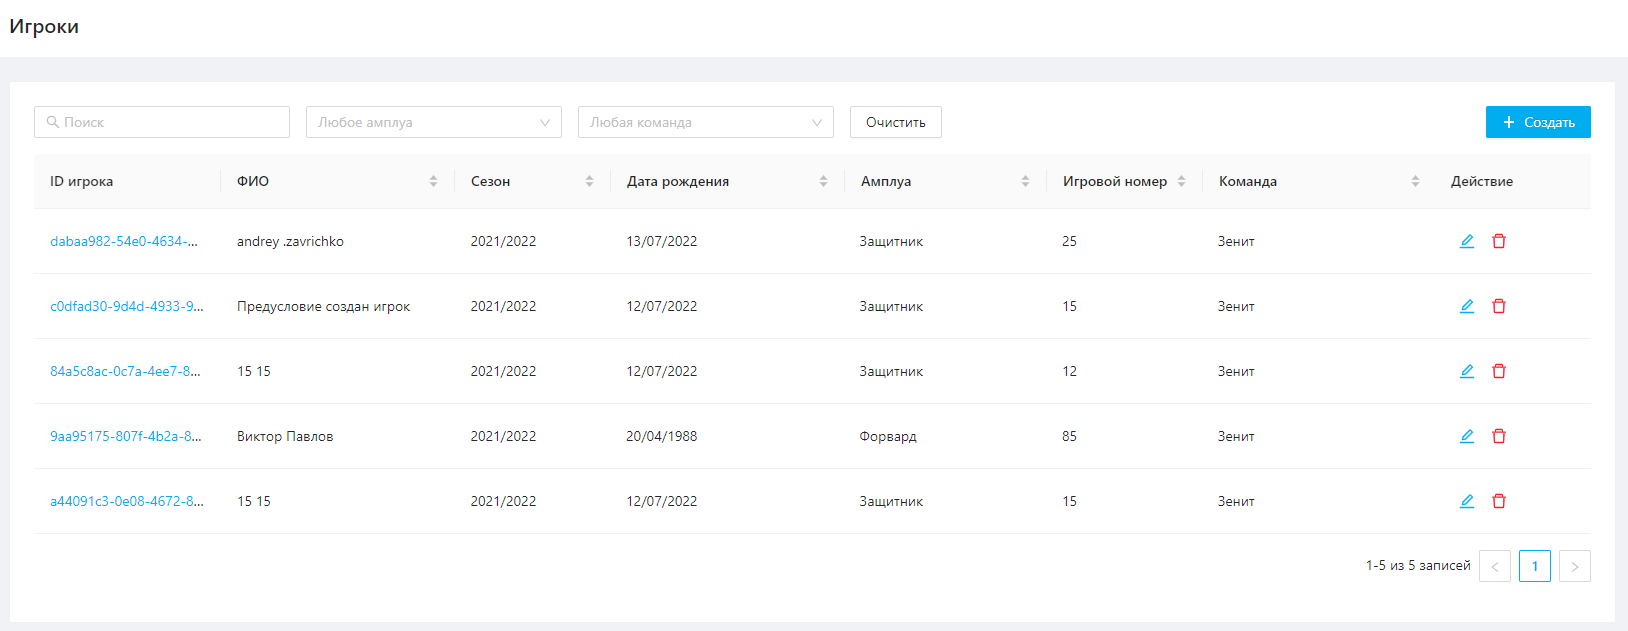 Игроки
Поиск Любое амплуа Любая команда Очистить + Создать
ID игрока ФИО Сезон Дата рождения Амплуа Игровой номер Команда Действие
dabaa982-54e0-4634-... andrey .zavrichko 2021/2022 13/07/2022 Защитник 25 Зенит
c0dfad30-9d4d-4933-9... Предусловие создан игрок 2021/2022 12/07/2022 Защитник 15 Зенит
84a5c8ac-0c7a-4ee7-8... 15 15 2021/2022 12/07/2022 Защитник 12 Зенит
9aa95175-807f-4b2a-8... Виктор Павлов 2021/2022 20/04/1988 Форвард 85 Зенит
a44091c3-0e08-4672-8... 15 15 2021/2022 12/07/2022 Защитник 15 Зенит
1-5 из 5 записей < 1 >